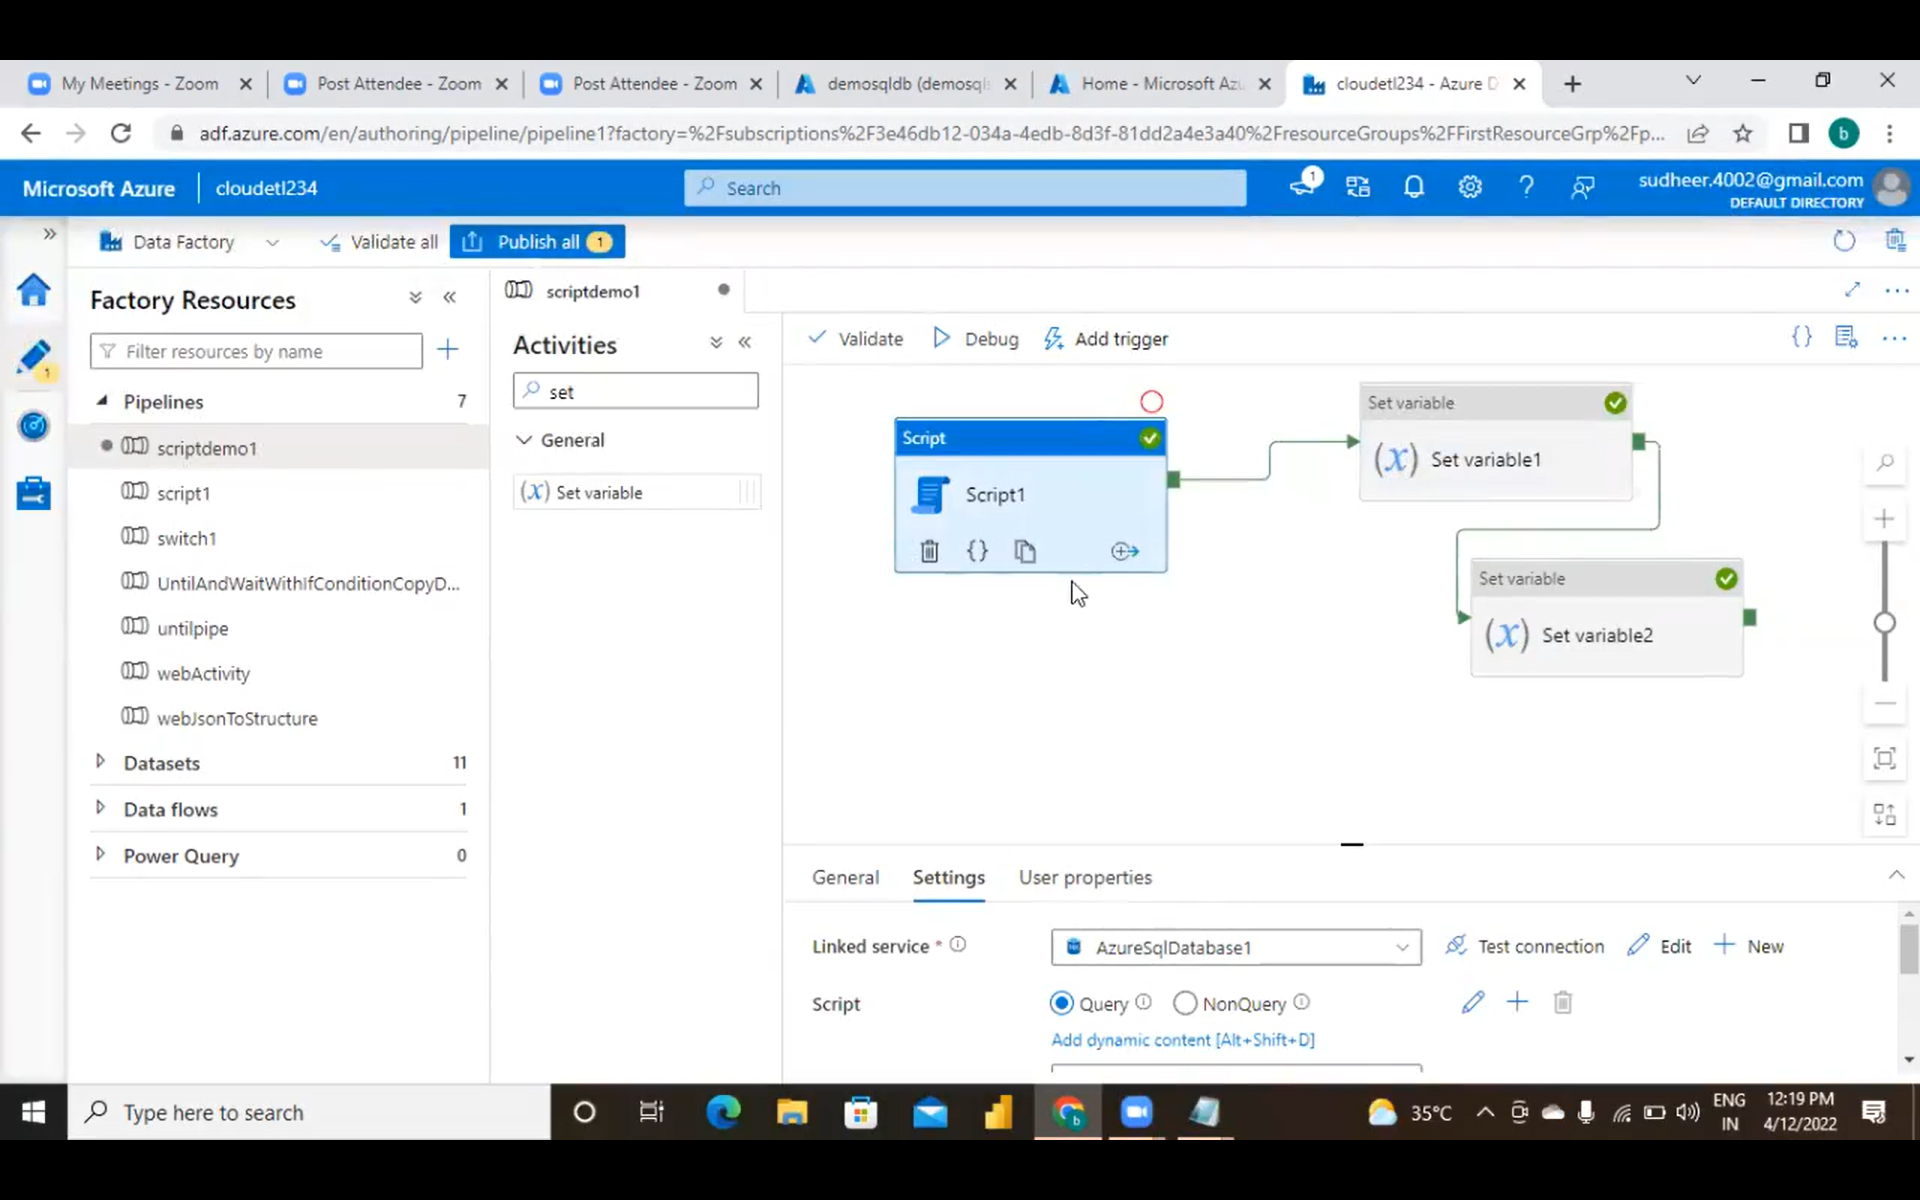 My Meetings - Zoom
Post Attendee - Zoom
Post Attendee - Zoom
demosqldb (demosql
Home - Microsoft Azu
cloudetl234 - Azure D
adf.azure.com/en/authoring/pipeline/pipeline1?factory=%2Fsubscriptions%2F3e46db12-034a-4edb-8d3f-81dd2a4e3a40%2FresourceGroups%2FFirstResourceGrp%2Fp...
b
Microsoft Azure
cloudetl234
Search
1
sudheer.4002@gmail.com
DEFAULT DIRECTORY
Data Factory
Validate all
Publish all 1
Factory Resources
scriptdemo1
Activities
Validate
Debug
Add trigger
Filter resources by name
1
set
Pipelines 7
General
Set variable
scriptdemo1
script1
switch1
UntilAndWaitWithIfConditionCopyD...
untilpipe
webActivity
webJsonToStructure
Datasets 11
Data flows 1
Power Query 0
Script
Script1
Set variable
(x) Set variable1
Set variable
(x) Set variable2
General
Settings
User properties
Linked service *
AzureSqlDatabase1
Test connection
Edit
New
Script
Query
NonQuery
Add dynamic content [Alt+Shift+D]
Type here to search
35°C
ENG
IN
12:19 PM
4/12/2022